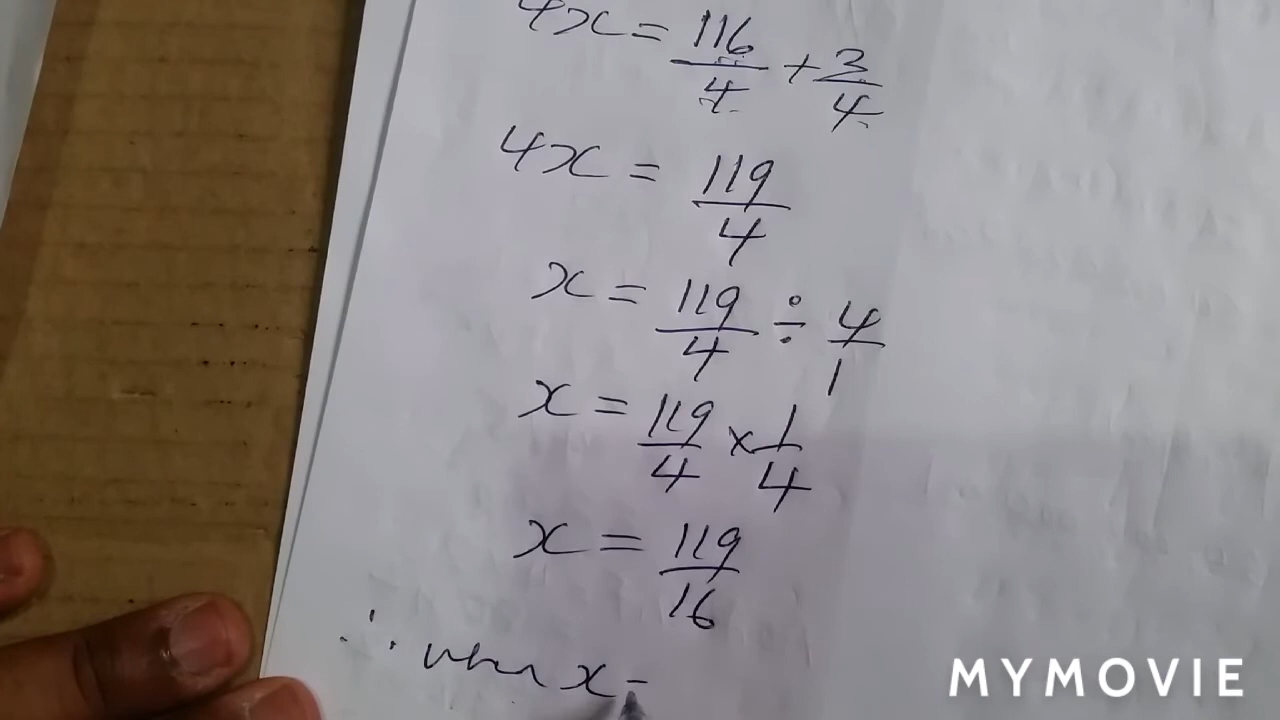 4x = 116/4 + 3/4
4x = 119/4
x = 119/4 ÷ 4/1
x = 119/4 × 1/4
x = 119/16
∴ when x =
MYMOVIE